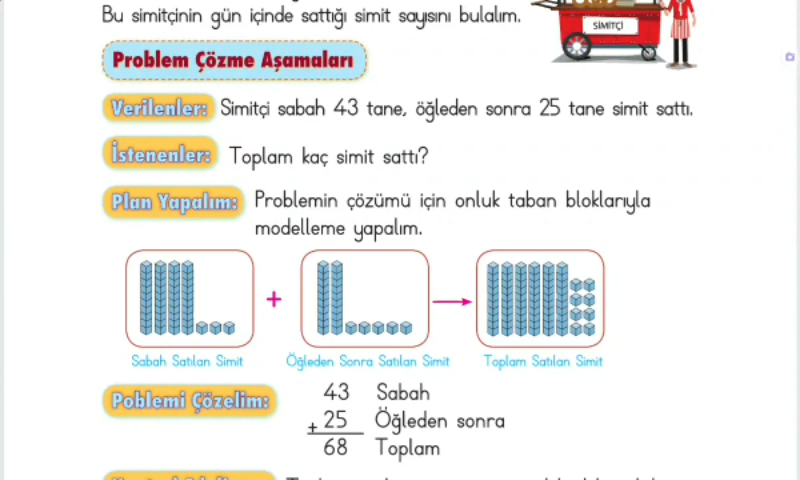 Bu simitçinin gün içinde sattığı simit sayısını bulalım.
SİMİTÇİ
Problem Çözme Aşamaları
Verilenler: Simitçi sabah 43 tane, öğleden sonra 25 tane simit sattı.
İstenenler: Toplam kaç simit sattı?
Plan Yapalım: Problemin çözümü için onluk taban bloklarıyla
modelleme yapalım.
+
Sabah Satılan Simit Öğleden Sonra Satılan Simit Toplam Satılan Simit
Poblemi Çözelim:
43 Sabah
+ 25 Öğleden sonra
68 Toplam